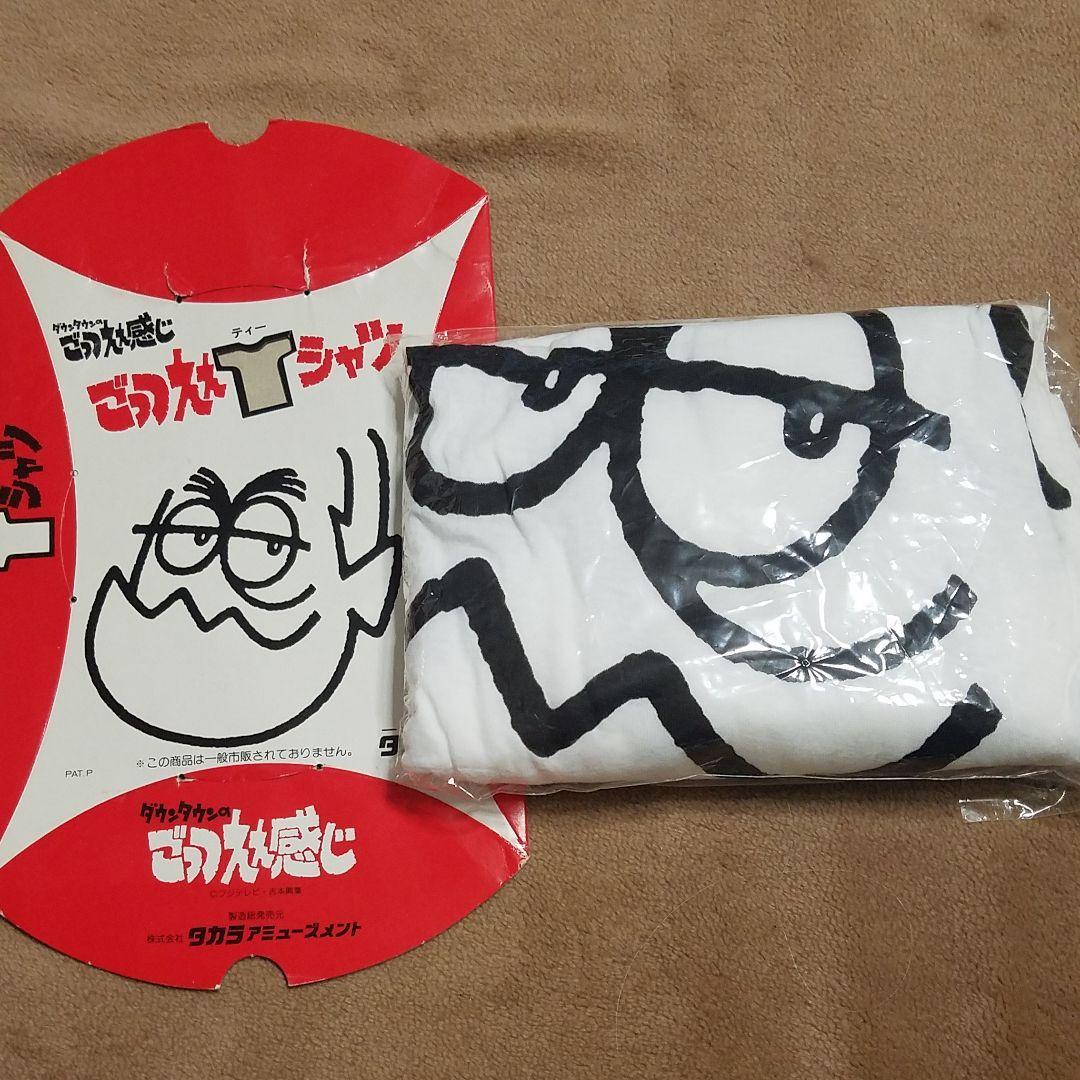 ダウンタウンの
ごっつええ感じ
ティー
ごっつええTシャツ
Tシャツ
※この商品は一般市販されておりません。
PAT. P
ダウンタウンの
ごっつええ感じ
©フジテレビ・吉本興業
製造総発売元
株式会社 タカラアミューズメント